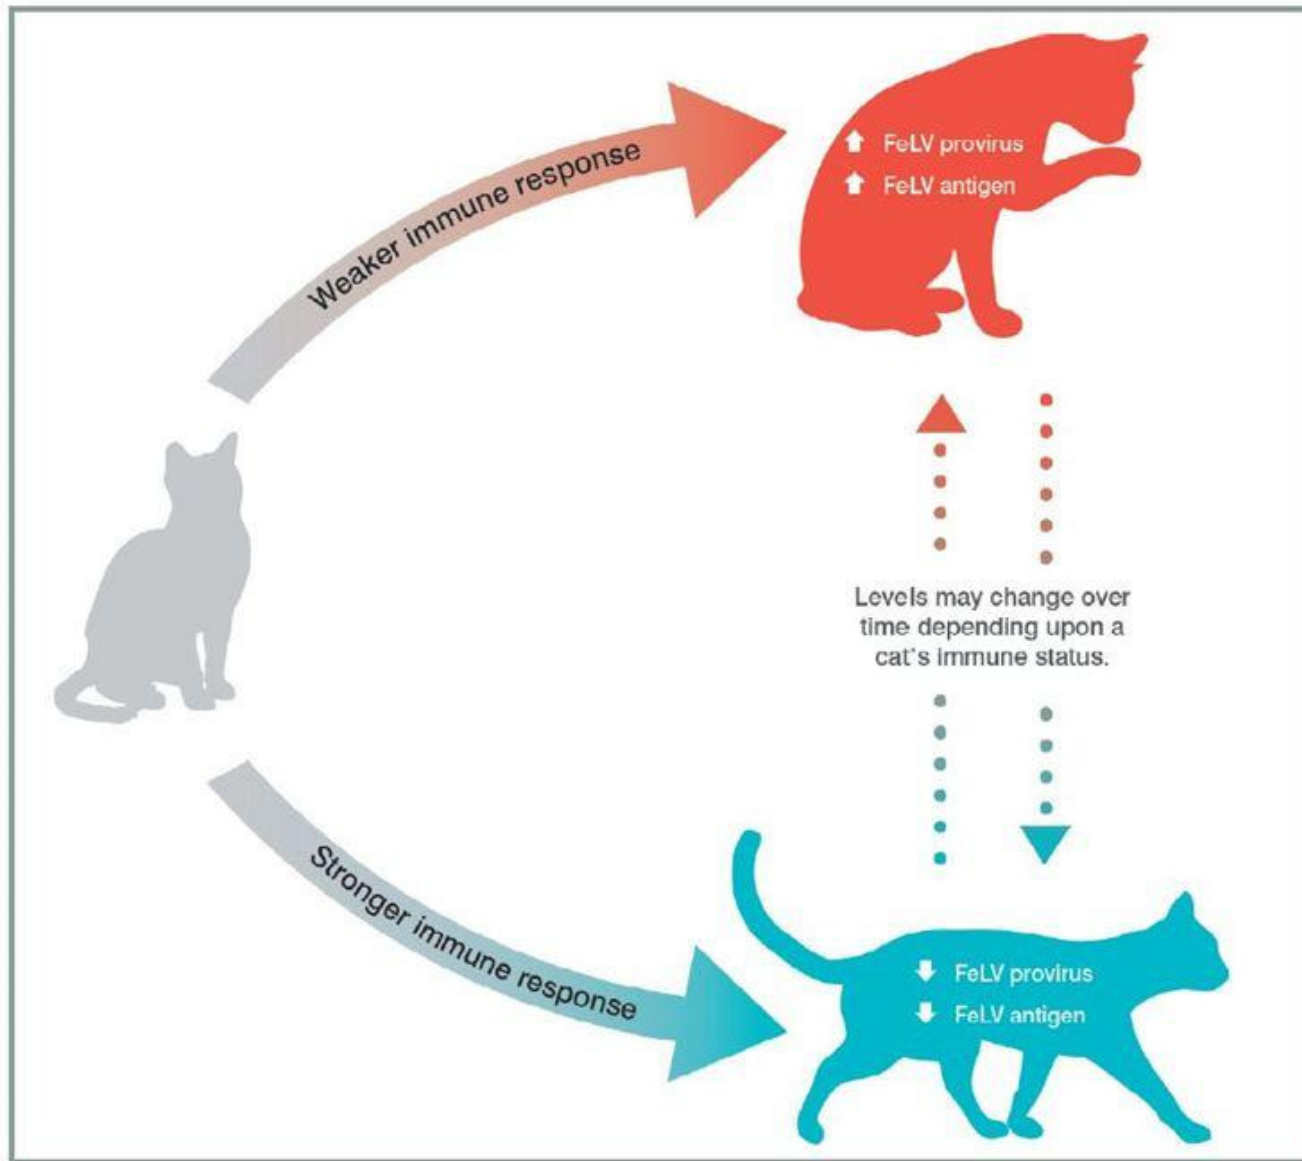 Weaker immune response
FeLV provirus
FeLV antigen
Levels may change over
time depending upon a
cat's immune status.
Stronger immune response
FeLV provirus
FeLV antigen